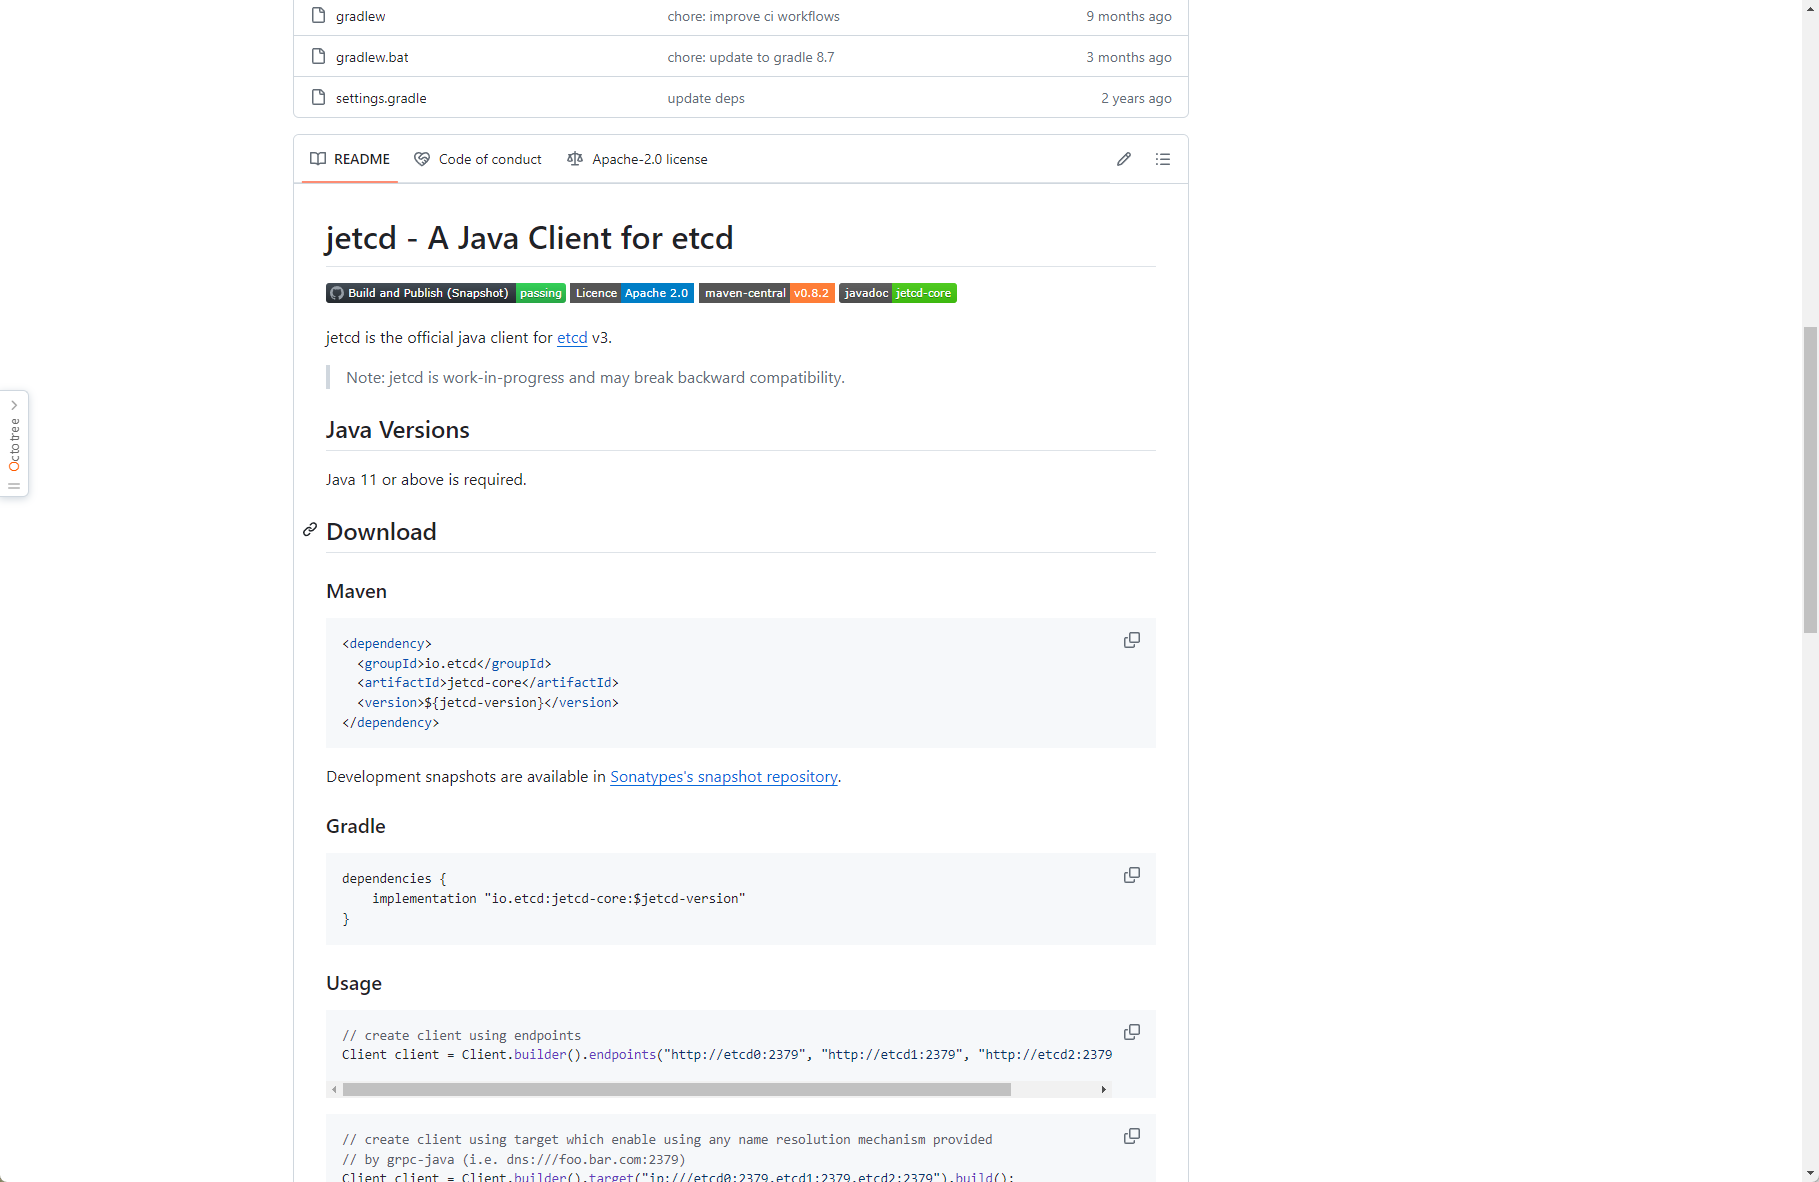 gradlew chore: improve ci workflows 9 months ago
gradlew.bat chore: update to gradle 8.7 3 months ago
settings.gradle update deps 2 years ago
README Code of conduct Apache-2.0 license
jetcd - A Java Client for etcd
Build and Publish (Snapshot) passing Licence Apache 2.0 maven-central v0.8.2 javadoc jetcd-core
jetcd is the official java client for etcd v3.
Note: jetcd is work-in-progress and may break backward compatibility.
Octotree
Java Versions
Java 11 or above is required.
Download
Maven
<dependency>
  <groupId>io.etcd</groupId>
  <artifactId>jetcd-core</artifactId>
  <version>${jetcd-version}</version>
</dependency>
Development snapshots are available in Sonatypes's snapshot repository.
Gradle
dependencies {
    implementation "io.etcd:jetcd-core:$jetcd-version"
}
Usage
// create client using endpoints
Client client = Client.builder().endpoints("http://etcd0:2379", "http://etcd1:2379", "http://etcd2:2379
// create client using target which enable using any name resolution mechanism provided
// by grpc-java (i.e. dns:///foo.bar.com:2379)
Client client = Client.builder().target("ip:///etcd0:2379,etcd1:2379,etcd2:2379").build();